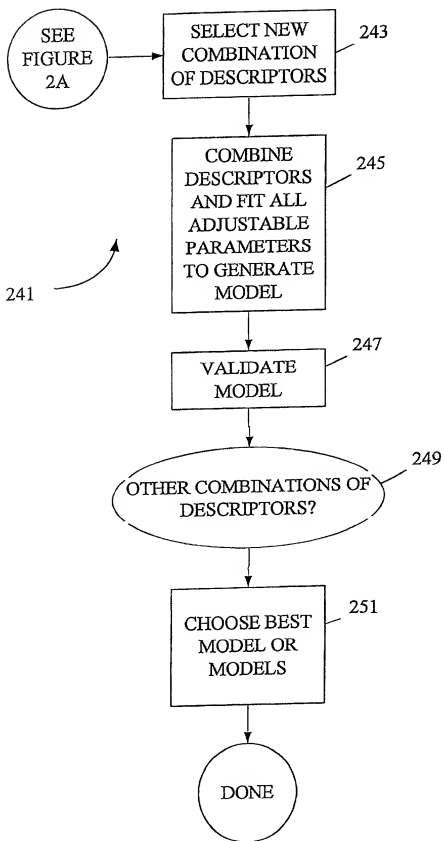 SEE
FIGURE
2A
SELECT NEW
COMBINATION
OF DESCRIPTORS
243
COMBINE
DESCRIPTORS
AND FIT ALL
ADJUSTABLE
PARAMETERS
TO GENERATE
MODEL
245
241
VALIDATE
MODEL
247
OTHER COMBINATIONS OF
DESCRIPTORS?
249
CHOOSE BEST
MODEL OR
MODELS
251
DONE